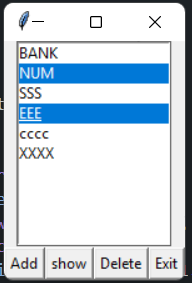 BANK
NUM
SSS
EEE
cccc
XXXX
Add show Delete Exit